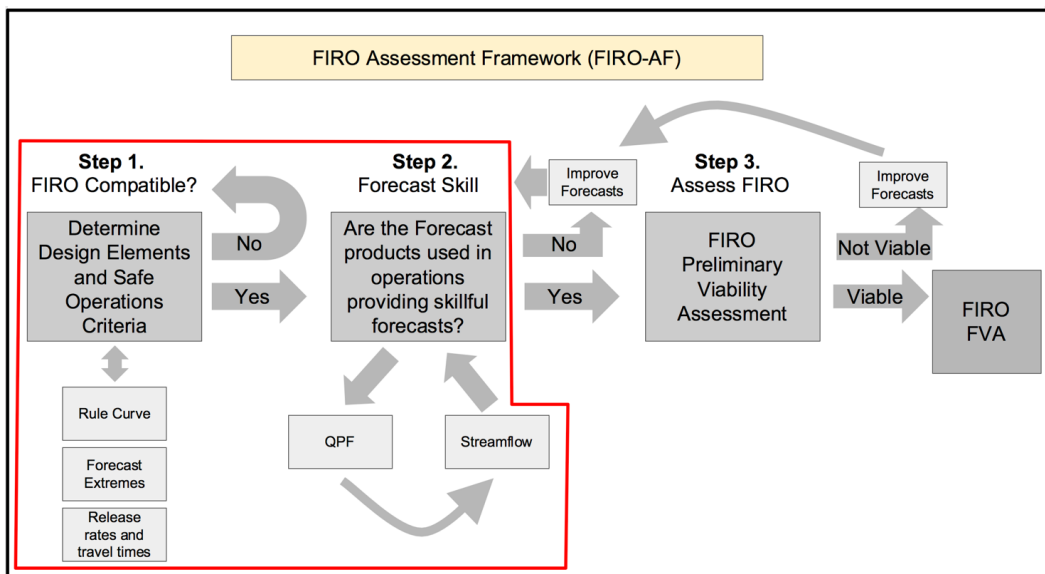 FIRO Assessment Framework (FIRO-AF)
Step 1.
FIRO Compatible?
Determine
Design Elements
and Safe
Operations
Criteria
No
Yes
Rule Curve
Forecast
Extremes
Release
rates and
travel times
Step 2.
Forecast Skill
Are the Forecast
products used in
operations
providing skillful
forecasts?
QPF
Streamflow
No
Yes
Improve
Forecasts
Step 3.
Assess FIRO
FIRO
Preliminary
Viability
Assessment
Not Viable
Viable
Improve
Forecasts
FIRO
FVA